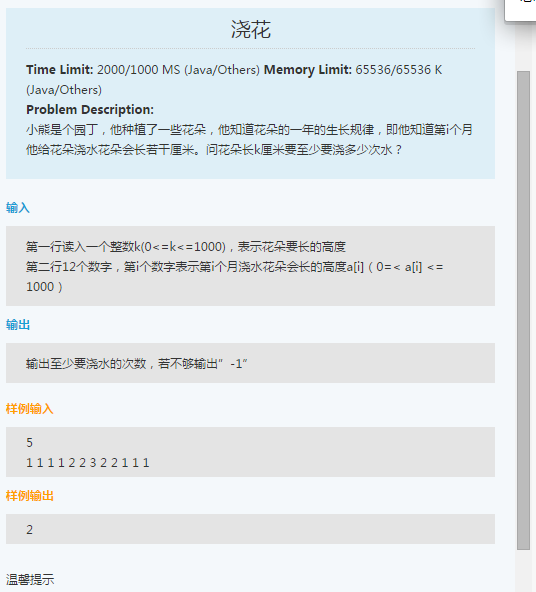 浇花
Time Limit: 2000/1000 MS (Java/Others) Memory Limit: 65536/65536 K
(Java/Others)
Problem Description:
小熊是个园丁，他种植了一些花朵，他知道花朵的一年的生长规律，即他知道第i个月
他给花朵浇水花朵会长若干厘米。问花朵长k厘米要至少要浇多少次水？
输入
第一行读入一个整数k(0<=k<=1000)，表示花朵要长的高度
第二行12个数字，第i个数字表示第i个月浇水花朵会长的高度a[i]（0=< a[i] <=
1000）
输出
输出至少要浇水的次数，若不够输出”-1”
样例输入
5
1 1 1 1 2 2 3 2 2 1 1 1
样例输出
2
温馨提示